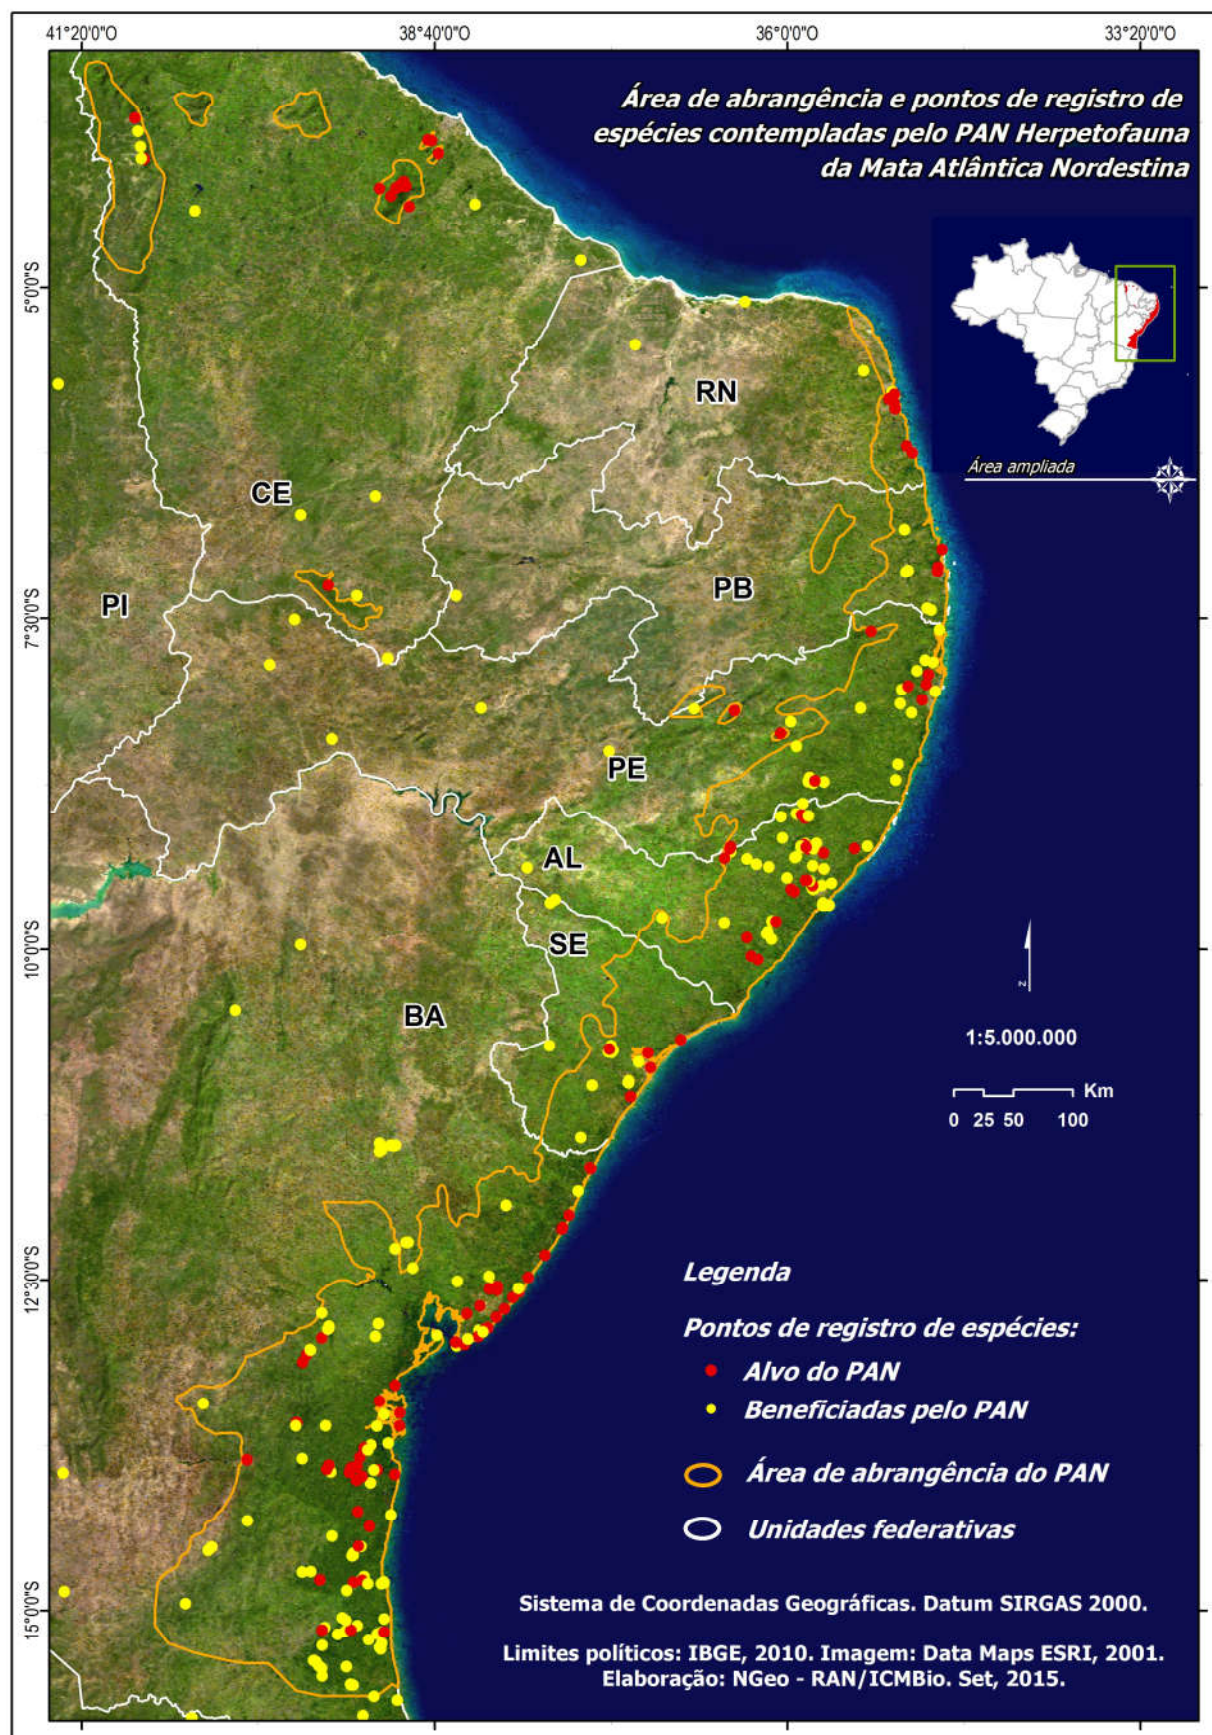 41°20'0"O
38°40'0"O
36°0'0"O
33°20'0"O
Área de abrangência e pontos de registro de
espécies contempladas pelo PAN Herpetofauna
da Mata Atlântica Nordestina
5°0'0"S
Área ampliada
RN
CE
PB
PI
7°30'0"S
PE
AL
SE
10°0'0"S
BA
N
1:5.000.000
Km
0 25 50 100
12°30'0"S
Legenda
Pontos de registro de espécies:
Alvo do PAN
Beneficiadas pelo PAN
Área de abrangência do PAN
Unidades federativas
15°0'0"S
Sistema de Coordenadas Geográficas. Datum SIRGAS 2000.
Limites políticos: IBGE, 2010. Imagem: Data Maps ESRI, 2001.
Elaboração: NGeo - RAN/ICMBio. Set, 2015.